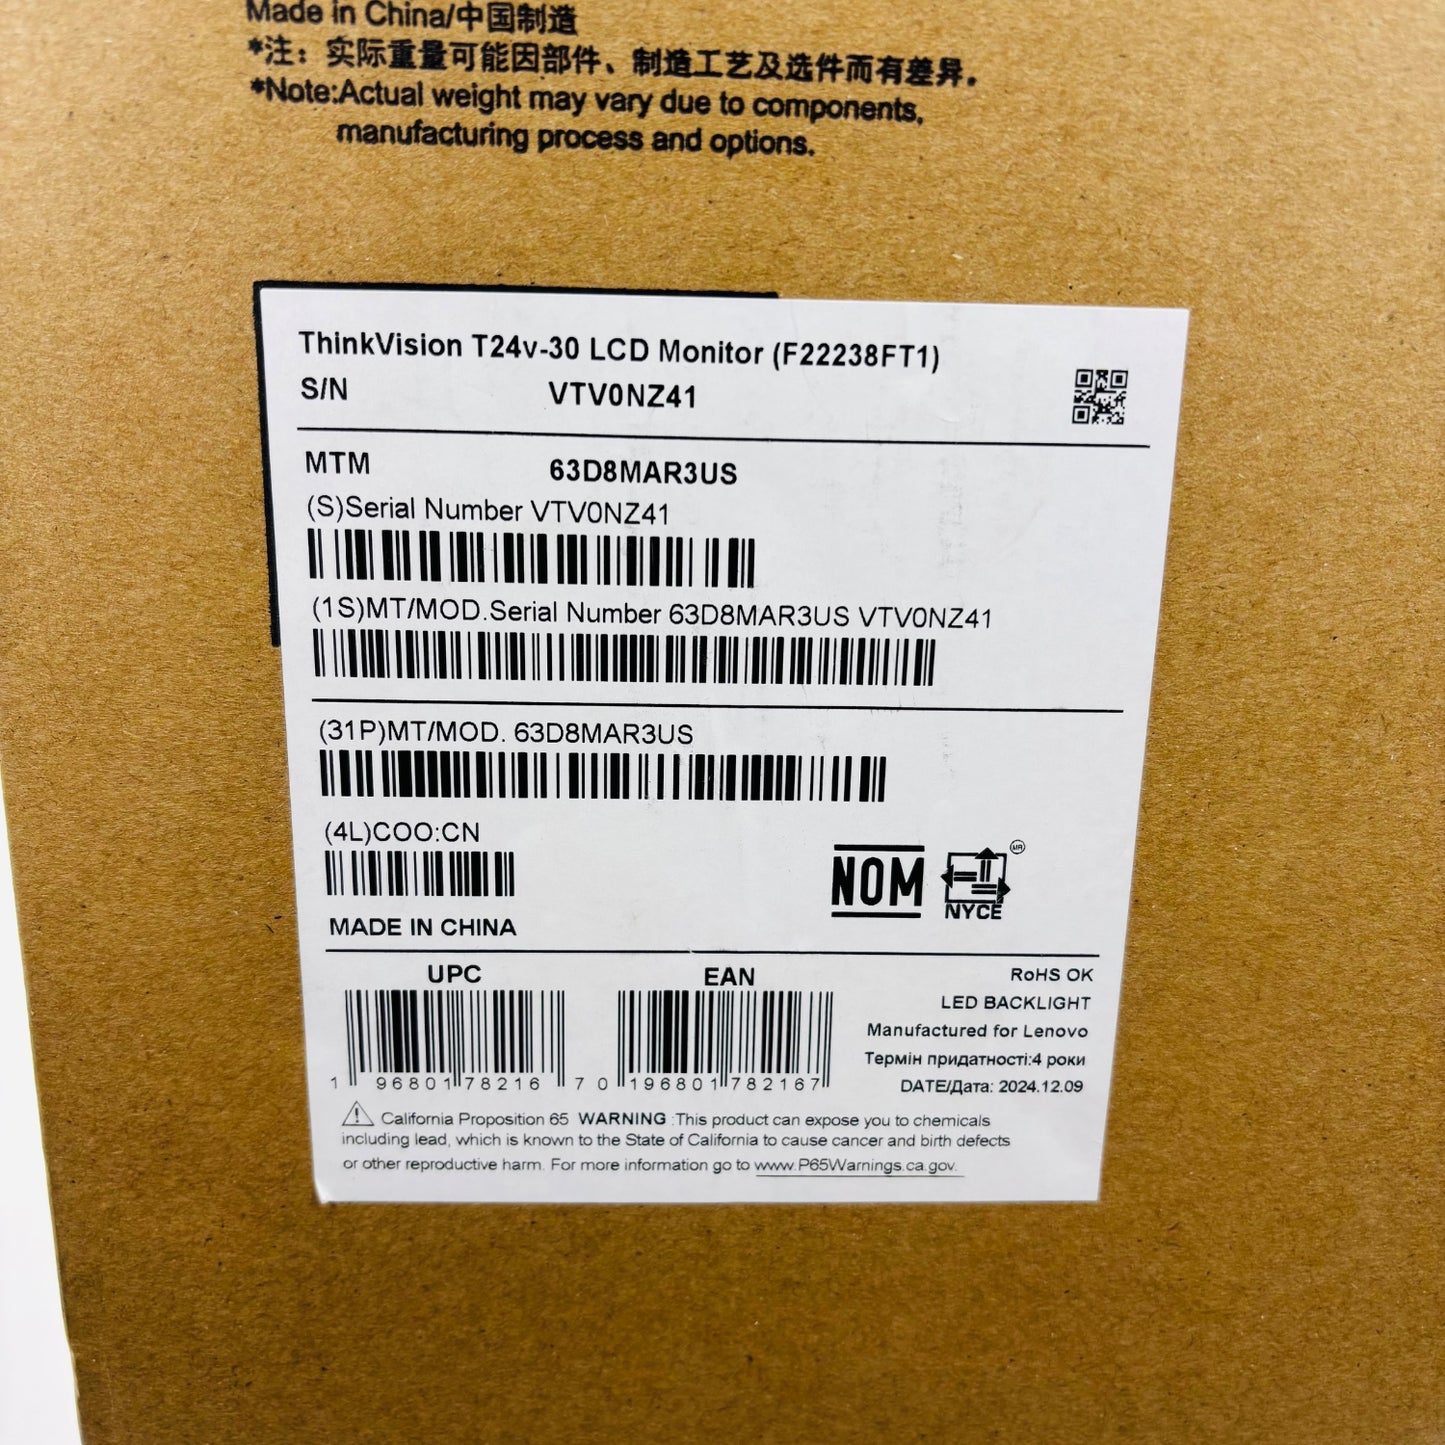 Made in China/中国制造
*注：实际重量可能因部件、制造工艺及选件而有差异。
*Note:Actual weight may vary due to components,
manufacturing process and options.
ThinkVision T24v-30 LCD Monitor (F22238FT1)
S/N VTV0NZ41
MTM 63D8MAR3US
(S)Serial Number VTV0NZ41
(1S)MT/MOD.Serial Number 63D8MAR3US VTV0NZ41
(31P)MT/MOD. 63D8MAR3US
(4L)COO:CN
NOM
NYCE
MADE IN CHINA
UPC
1 96801 78216 7
EAN
0 196801 782167
RoHS OK
LED BACKLIGHT
Manufactured for Lenovo
Термін придатності:4 роки
DATE/Дата: 2024.12.09
California Proposition 65 WARNING :This product can expose you to chemicals
including lead, which is known to the State of California to cause cancer and birth defects
or other reproductive harm. For more information go to www.P65Warnings.ca.gov.